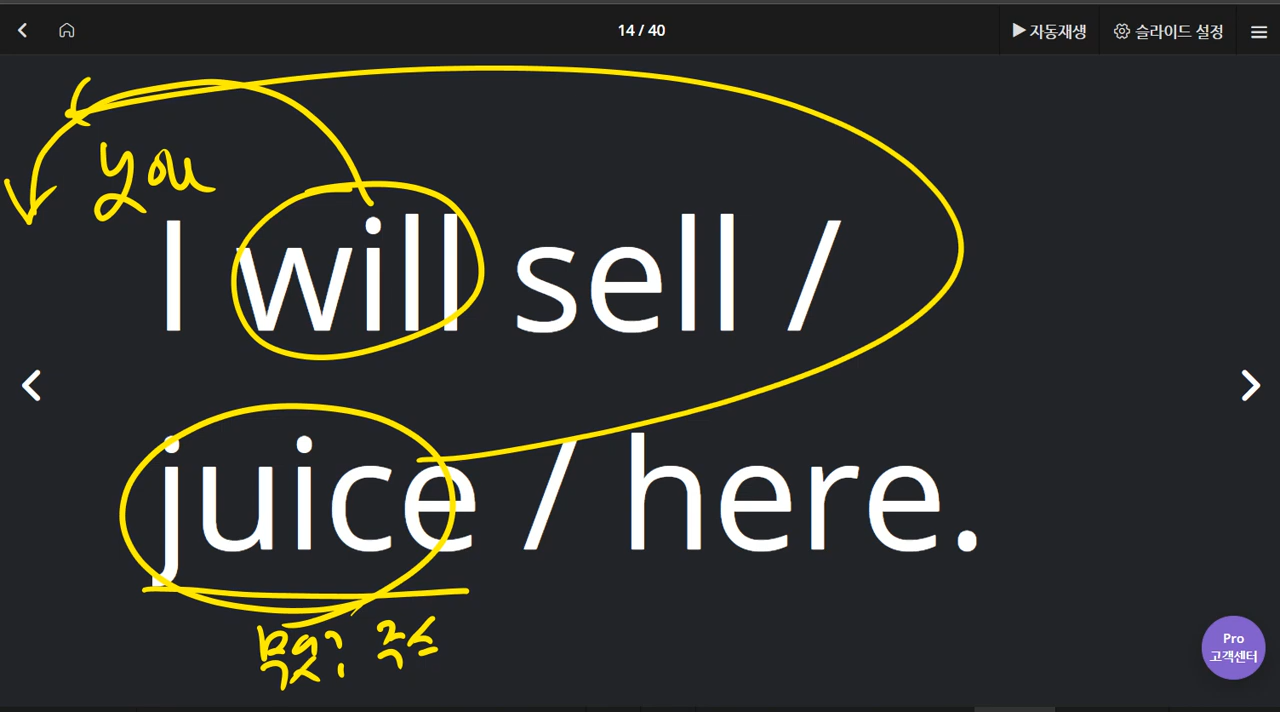 14 / 40
▶ 자동재생
슬라이드 설정
you
I will sell /
juice / here.
무엇? 주스
Pro
고객센터